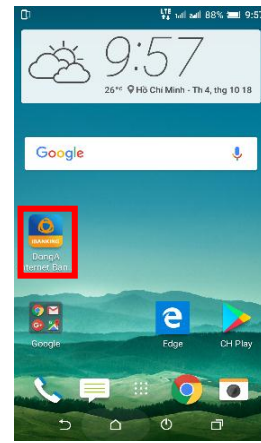 LTE 88% 9:57
9:57
26°C Hồ Chí Minh - Th 4, thg 10 18
Google
iBANKING
DongA
Internet Ban
Google
Edge
CH Play